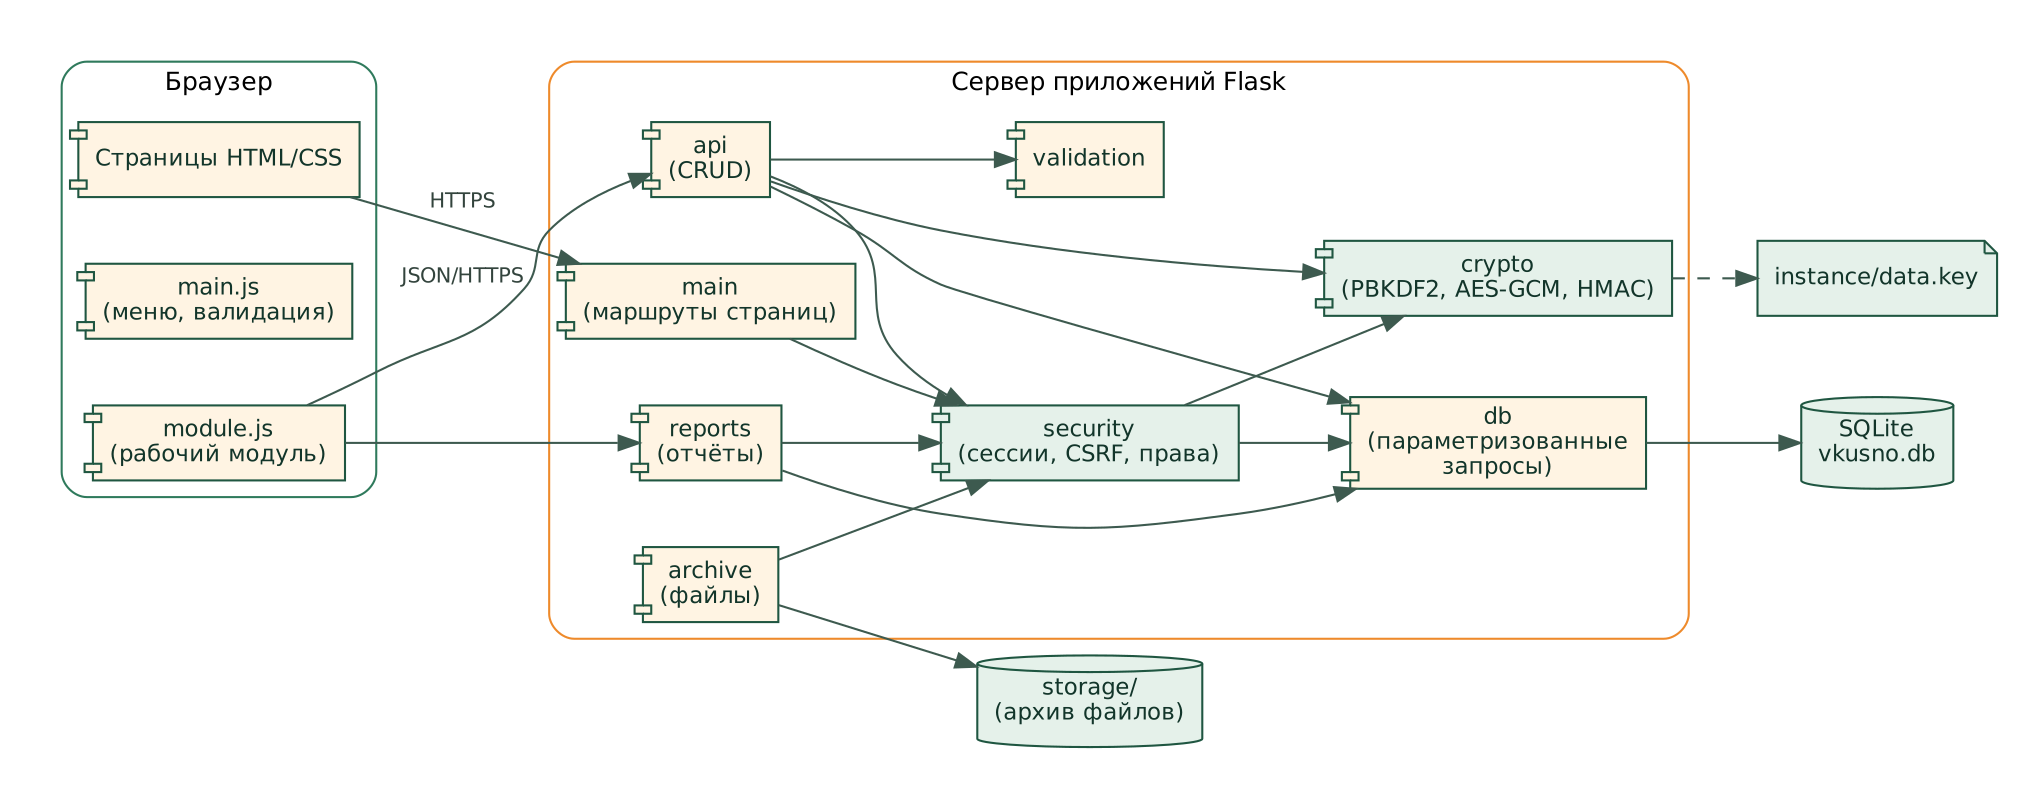 Браузер
Страницы HTML/CSS
main.js
(меню, валидация)
module.js
(рабочий модуль)
HTTPS
JSON/HTTPS
Сервер приложений Flask
api
(CRUD)
validation
main
(маршруты страниц)
crypto
(PBKDF2, AES-GCM, HMAC)
instance/data.key
reports
(отчёты)
security
(сессии, CSRF, права)
db
(параметризованные
запросы)
SQLite
vkusno.db
archive
(файлы)
storage/
(архив файлов)